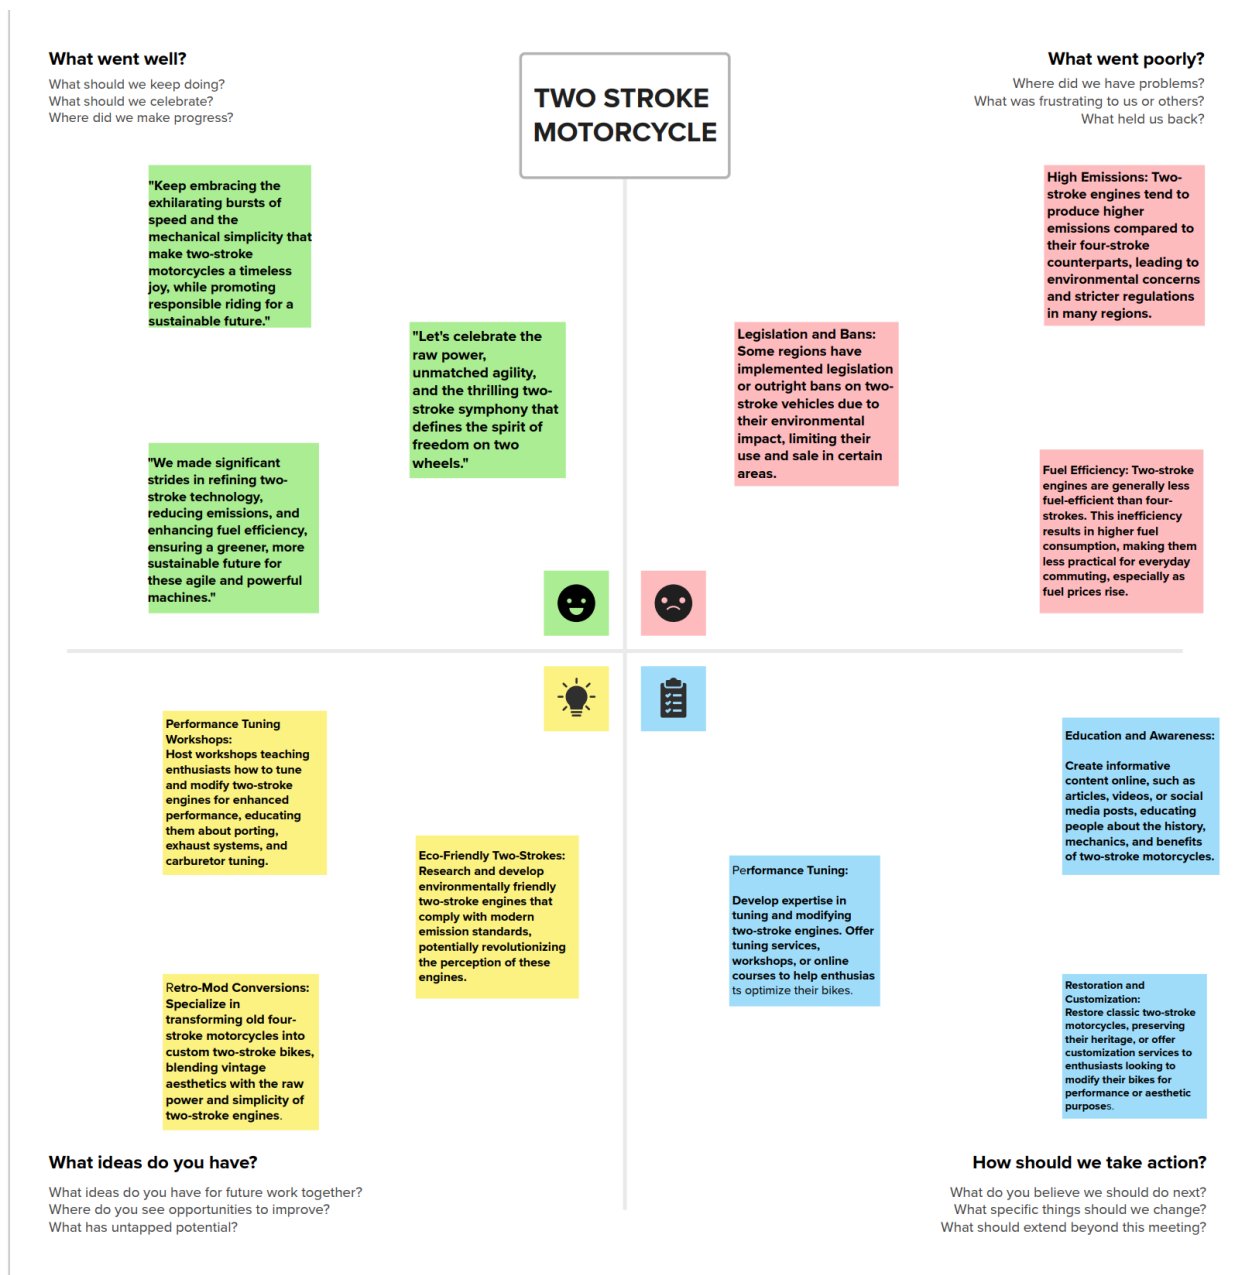 What went well?
What should we keep doing?
What should we celebrate?
Where did we make progress?
TWO STROKE
MOTORCYCLE
What went poorly?
Where did we have problems?
What was frustrating to us or others?
What held us back?
"Keep embracing the
exhilarating bursts of
speed and the
mechanical simplicity that
make two-stroke
motorcycles a timeless
joy, while promoting
responsible riding for a
sustainable future."
"Let's celebrate the
raw power,
unmatched agility,
and the thrilling two-
stroke symphony that
defines the spirit of
freedom on two
wheels."
"We made significant
strides in refining two-
stroke technology,
reducing emissions, and
enhancing fuel efficiency,
ensuring a greener, more
sustainable future for
these agile and powerful
machines."
High Emissions: Two-
stroke engines tend to
produce higher
emissions compared to
their four-stroke
counterparts, leading to
environmental concerns
and stricter regulations
in many regions.
Legislation and Bans:
Some regions have
implemented legislation
or outright bans on two-
stroke vehicles due to
their environmental
impact, limiting their
use and sale in certain
areas.
Fuel Efficiency: Two-stroke
engines are generally less
fuel-efficient than four-
strokes. This inefficiency
results in higher fuel
consumption, making them
less practical for everyday
commuting, especially as
fuel prices rise.
Performance Tuning
Workshops:
Host workshops teaching
enthusiasts how to tune
and modify two-stroke
engines for enhanced
performance, educating
them about porting,
exhaust systems, and
carburetor tuning.
Eco-Friendly Two-Strokes:
Research and develop
environmentally friendly
two-stroke engines that
comply with modern
emission standards,
potentially revolutionizing
the perception of these
engines.
Retro-Mod Conversions:
Specialize in
transforming old four-
stroke motorcycles into
custom two-stroke bikes,
blending vintage
aesthetics with the raw
power and simplicity of
two-stroke engines.
Education and Awareness:
Create informative
content online, such as
articles, videos, or social
media posts, educating
people about the history,
mechanics, and benefits
of two-stroke motorcycles.
Performance Tuning:
Develop expertise in
tuning and modifying
two-stroke engines. Offer
tuning services,
workshops, or online
courses to help enthusias
ts optimize their bikes.
Restoration and
Customization:
Restore classic two-stroke
motorcycles, preserving
their heritage, or offer
customization services to
enthusiasts looking to
modify their bikes for
performance or aesthetic
purposes.
What ideas do you have?
What ideas do you have for future work together?
Where do you see opportunities to improve?
What has untapped potential?
How should we take action?
What do you believe we should do next?
What specific things should we change?
What should extend beyond this meeting?